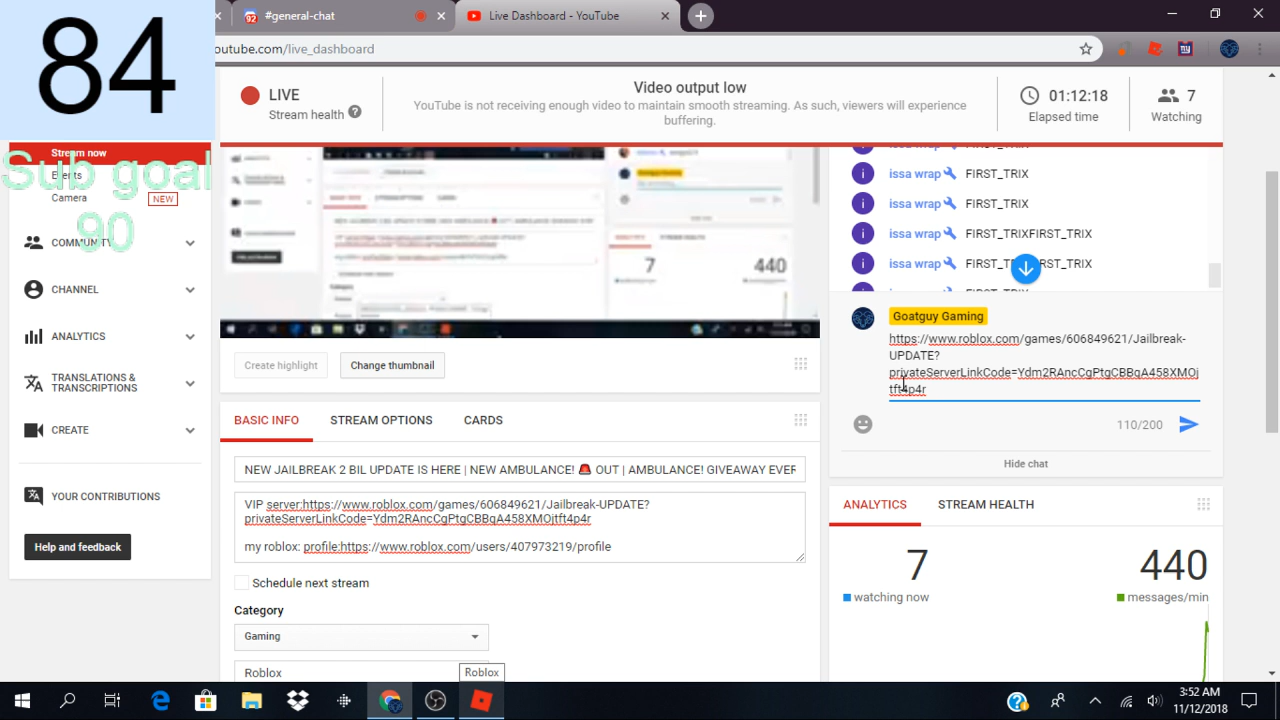 84
Sub goal
90
#general-chat
Live Dashboard - YouTube
outube.com/live_dashboard
LIVE
Stream health
Video output low
YouTube is not receiving enough video to maintain smooth streaming. As such, viewers will experience
buffering.
01:12:18
Elapsed time
7
Watching
Stream now
Events
Camera
NEW
COMMUNITY
CHANNEL
ANALYTICS
TRANSLATIONS &
TRANSCRIPTIONS
CREATE
YOUR CONTRIBUTIONS
Help and feedback
7
440
Create highlight
Change thumbnail
BASIC INFO
STREAM OPTIONS
CARDS
NEW JAILBREAK 2 BIL UPDATE IS HERE | NEW AMBULANCE! 🚨 OUT | AMBULANCE! GIVEAWAY EVER
VIP server:https://www.roblox.com/games/606849621/Jailbreak-UPDATE?
privateServerLinkCode=Ydm2RAncCgPtgCBBqA458XMOjtft4p4r
my roblox: profile:https://www.roblox.com/users/407973219/profile
Schedule next stream
Category
Gaming
Roblox
Roblox
issa wrap FIRST_TRIX
issa wrap FIRST_TRIX
issa wrap FIRST_TRIXFIRST_TRIX
issa wrap
Goatguy Gaming
https://www.roblox.com/games/606849621/Jailbreak-
UPDATE?
privateServerLinkCode=Ydm2RAncCgPtgCBBqA458XMOj
tft4p4r
110/200
Hide chat
ANALYTICS
STREAM HEALTH
7
watching now
440
messages/min
3:52 AM
11/12/2018